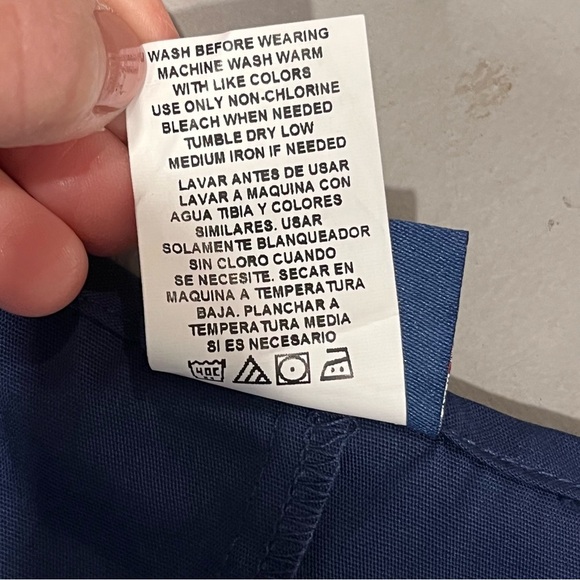 WASH BEFORE WEARING
MACHINE WASH WARM
WITH LIKE COLORS
USE ONLY NON-CHLORINE
BLEACH WHEN NEEDED
TUMBLE DRY LOW
MEDIUM IRON IF NEEDED
LAVAR ANTES DE USAR
LAVAR A MAQUINA CON
AGUA TIBIA Y COLORES
SIMILARES. USAR
SOLAMENTE BLANQUEADOR
SIN CLORO CUANDO
SE NECESITE. SECAR EN
MAQUINA A TEMPERATURA
BAJA. PLANCHAR A
TEMPERATURA MEDIA
SI ES NECESARIO
40C